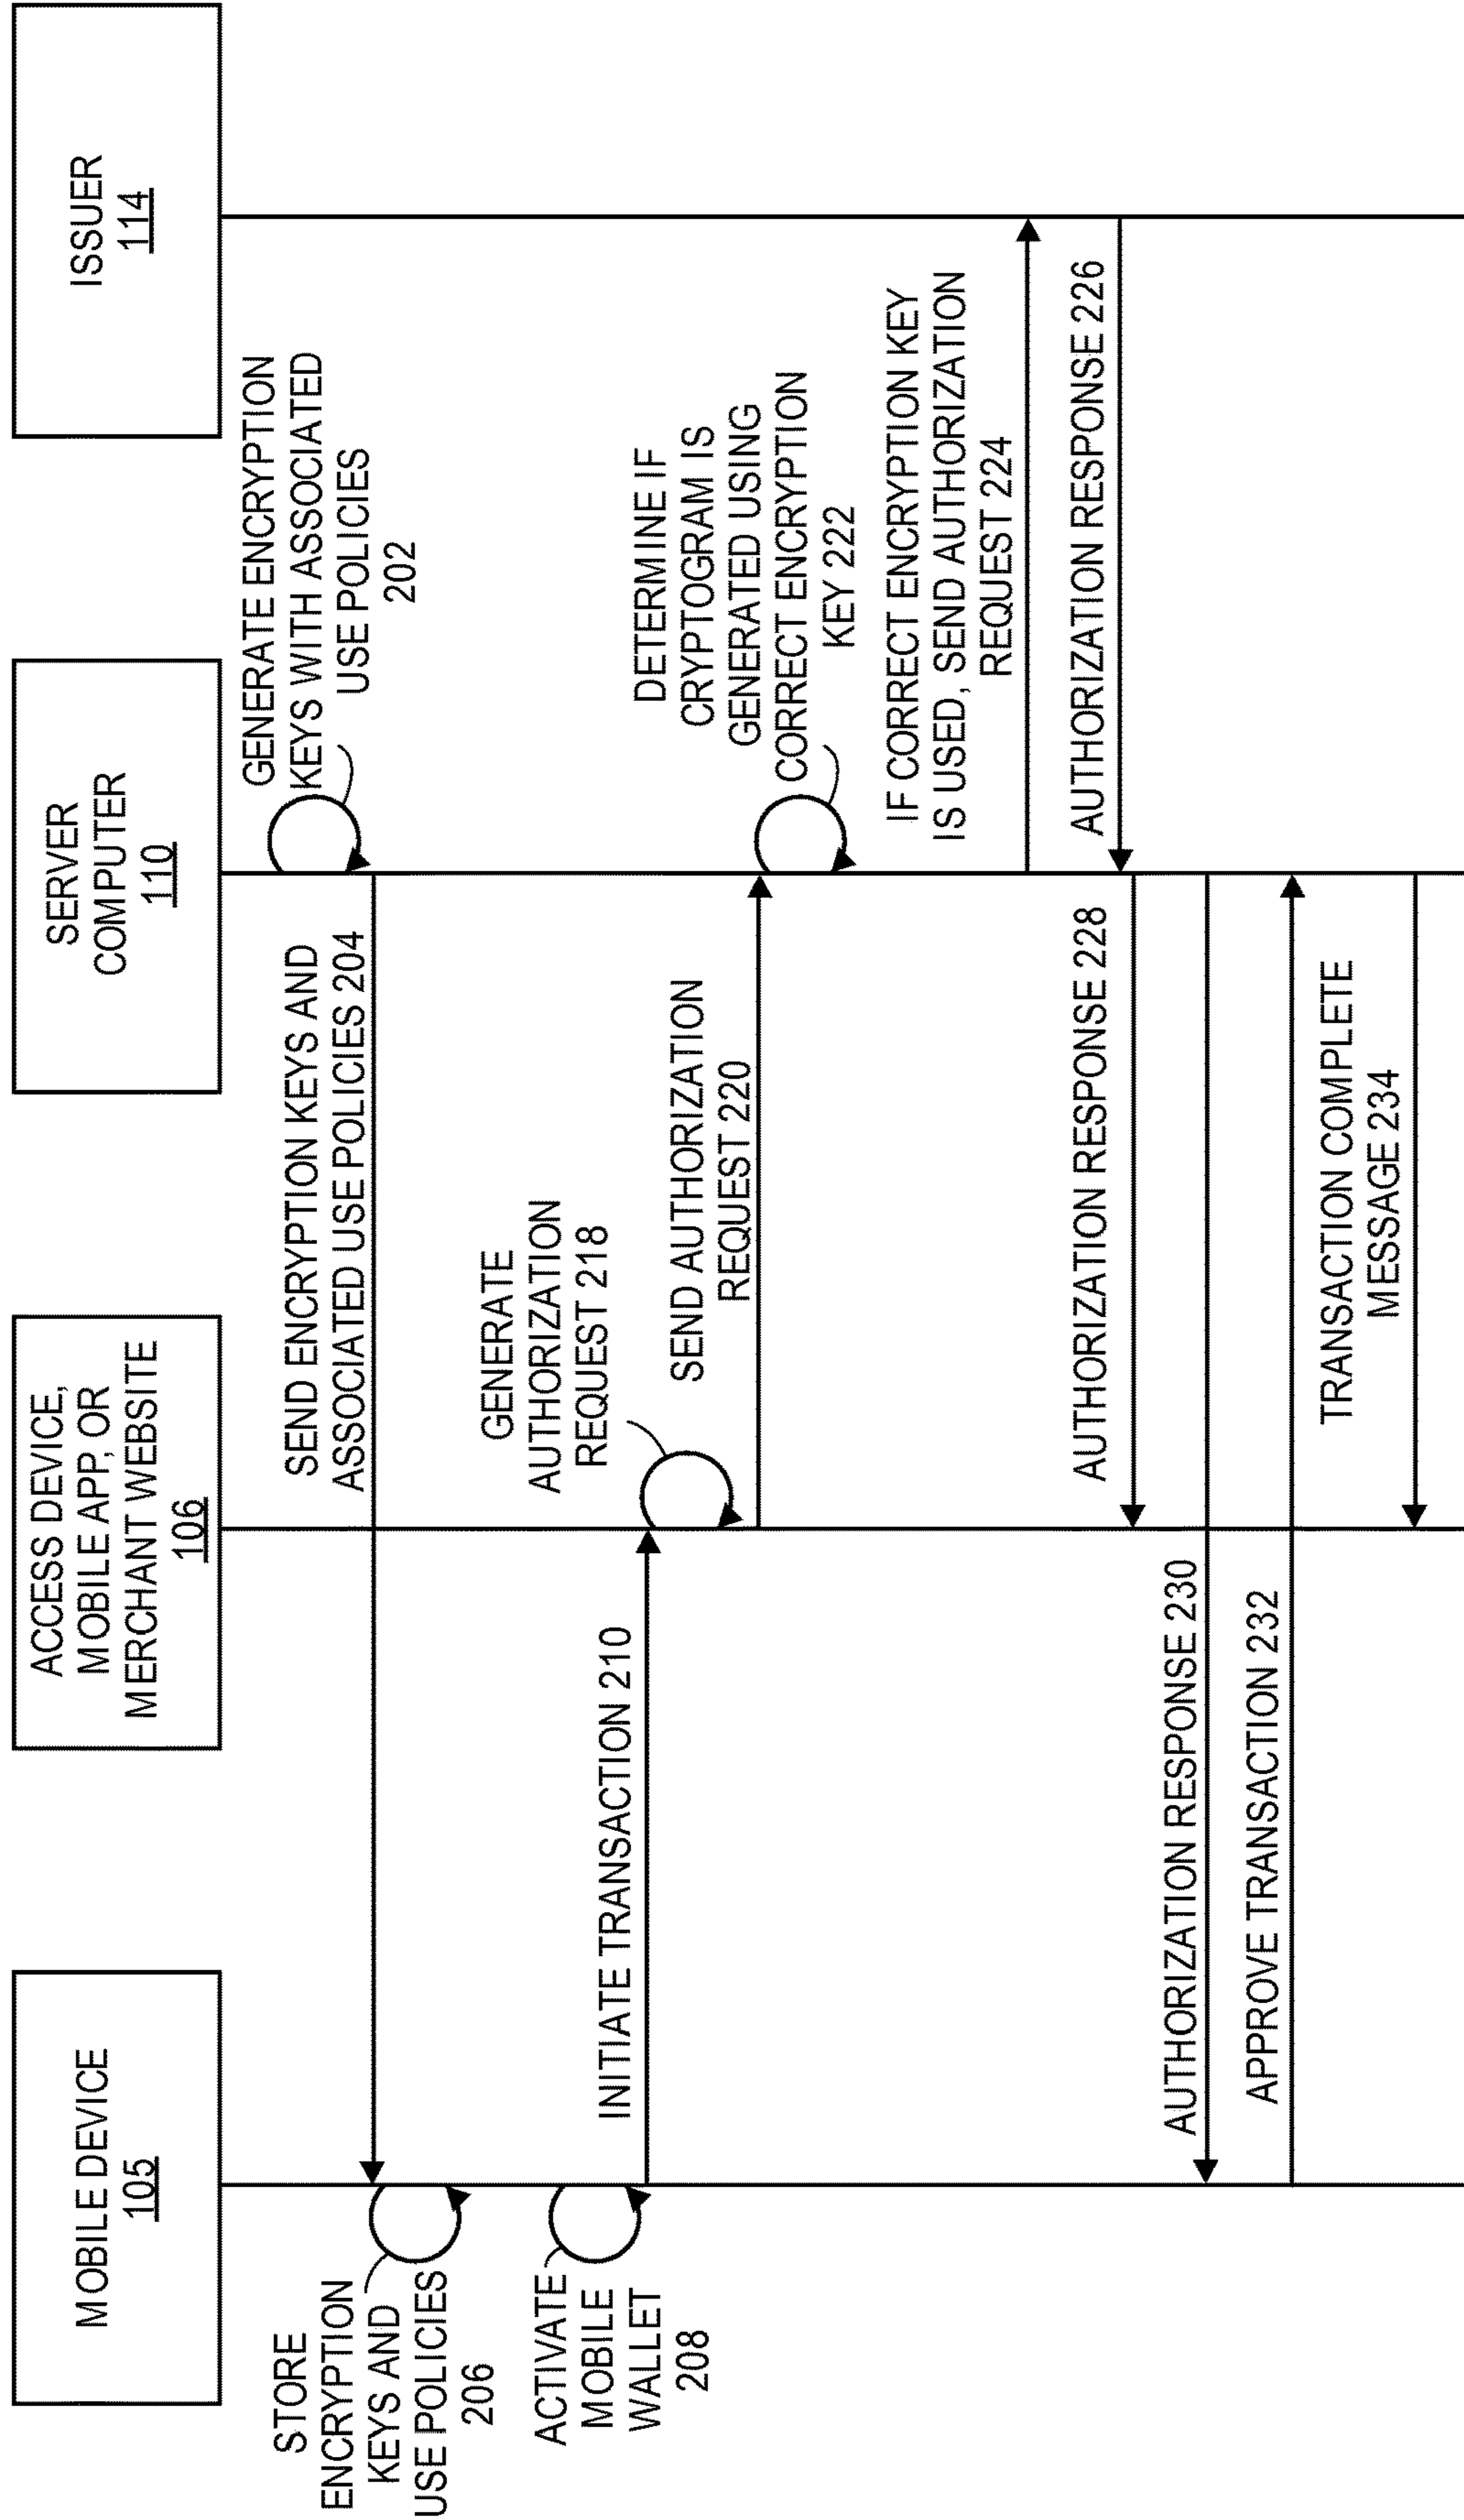 MOBILE DEVICE
105
ACCESS DEVICE,
MOBILE APP, OR
MERCHANT WEBSITE
106
SERVER
COMPUTER
110
ISSUER
114
GENERATE ENCRYPTION
KEYS WITH ASSOCIATED
USE POLICIES
202
SEND ENCRYPTION KEYS AND
ASSOCIATED USE POLICIES 204
STORE
ENCRYPTION
KEYS AND
USE POLICIES
206
ACTIVATE
MOBILE
WALLET
208
INITIATE TRANSACTION 210
GENERATE
AUTHORIZATION
REQUEST 218
SEND AUTHORIZATION
REQUEST 220
DETERMINE IF
CRYPTOGRAM IS
GENERATED USING
CORRECT ENCRYPTION
KEY 222
IF CORRECT ENCRYPTION KEY
IS USED, SEND AUTHORIZATION
REQUEST 224
AUTHORIZATION RESPONSE 226
AUTHORIZATION RESPONSE 228
AUTHORIZATION RESPONSE 230
APPROVE TRANSACTION 232
TRANSACTION COMPLETE
MESSAGE 234